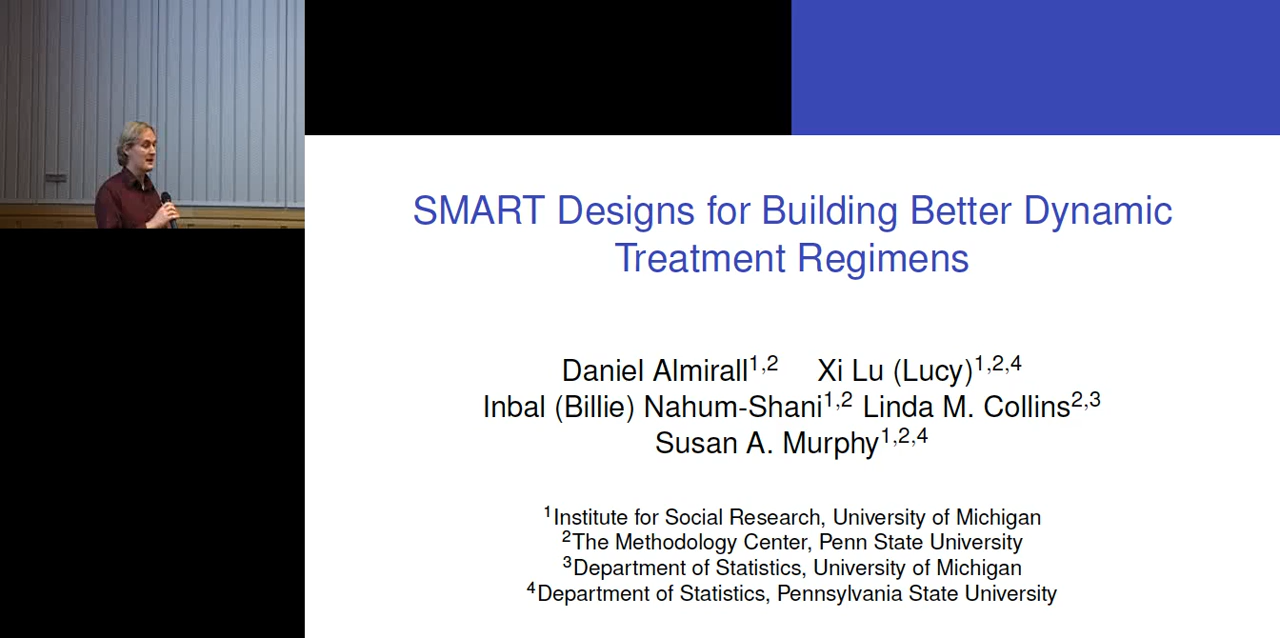 SMART Designs for Building Better Dynamic
Treatment Regimens
Daniel Almirall1,2 Xi Lu (Lucy)1,2,4
Inbal (Billie) Nahum-Shani1,2 Linda M. Collins2,3
Susan A. Murphy1,2,4
1Institute for Social Research, University of Michigan
2The Methodology Center, Penn State University
3Department of Statistics, University of Michigan
4Department of Statistics, Pennsylvania State University